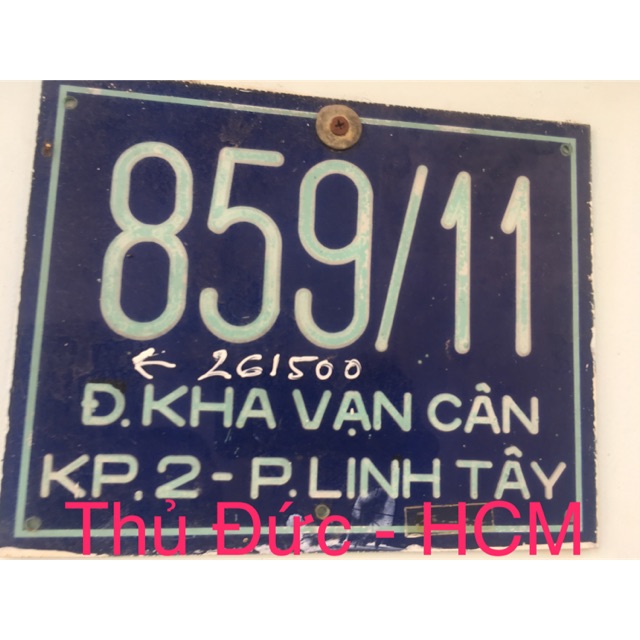 859/11
← 261500
Đ. KHA VẠN CÂN
KP. 2 - P. LINH TÂY
Thủ Đức - HCM